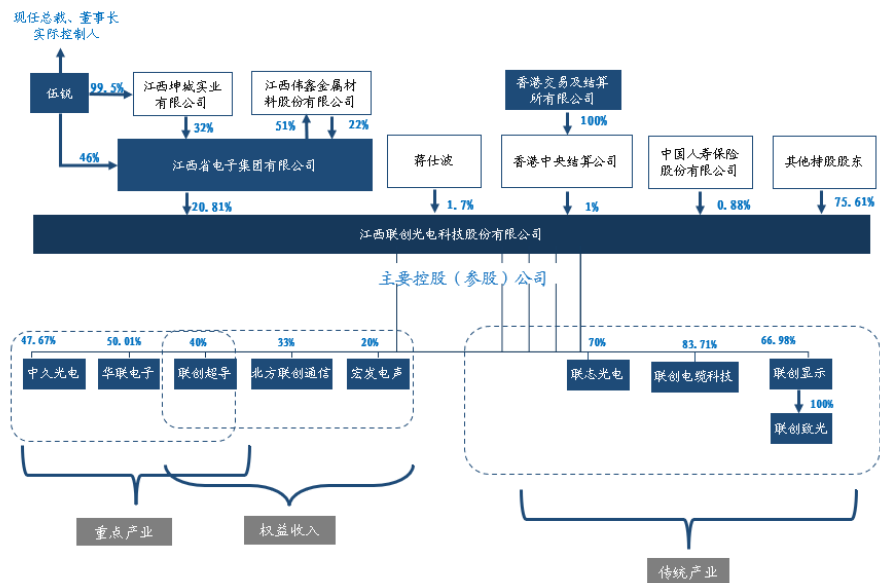 现任总裁、董事长
实际控制人
伍锐
99.5%
江西坤城实业
有限公司
江西伟鑫金属材
料股份有限公司
香港交易及结算
所有限公司
32%
51%
22%
100%
46%
江西省电子集团有限公司
蒋仕波
香港中央结算公司
中国人寿保险
股份有限公司
其他持股股东
20.81%
1.7%
1%
0.88%
75.61%
江西联创光电科技股份有限公司
主要控股（参股）公司
47.67%
50.01%
40%
33%
20%
70%
83.71%
66.98%
中久光电
华联电子
联创超导
北方联创通信
宏发电声
联志光电
联创电缆科技
联创显示
100%
联创致光
重点产业
权益收入
传统产业